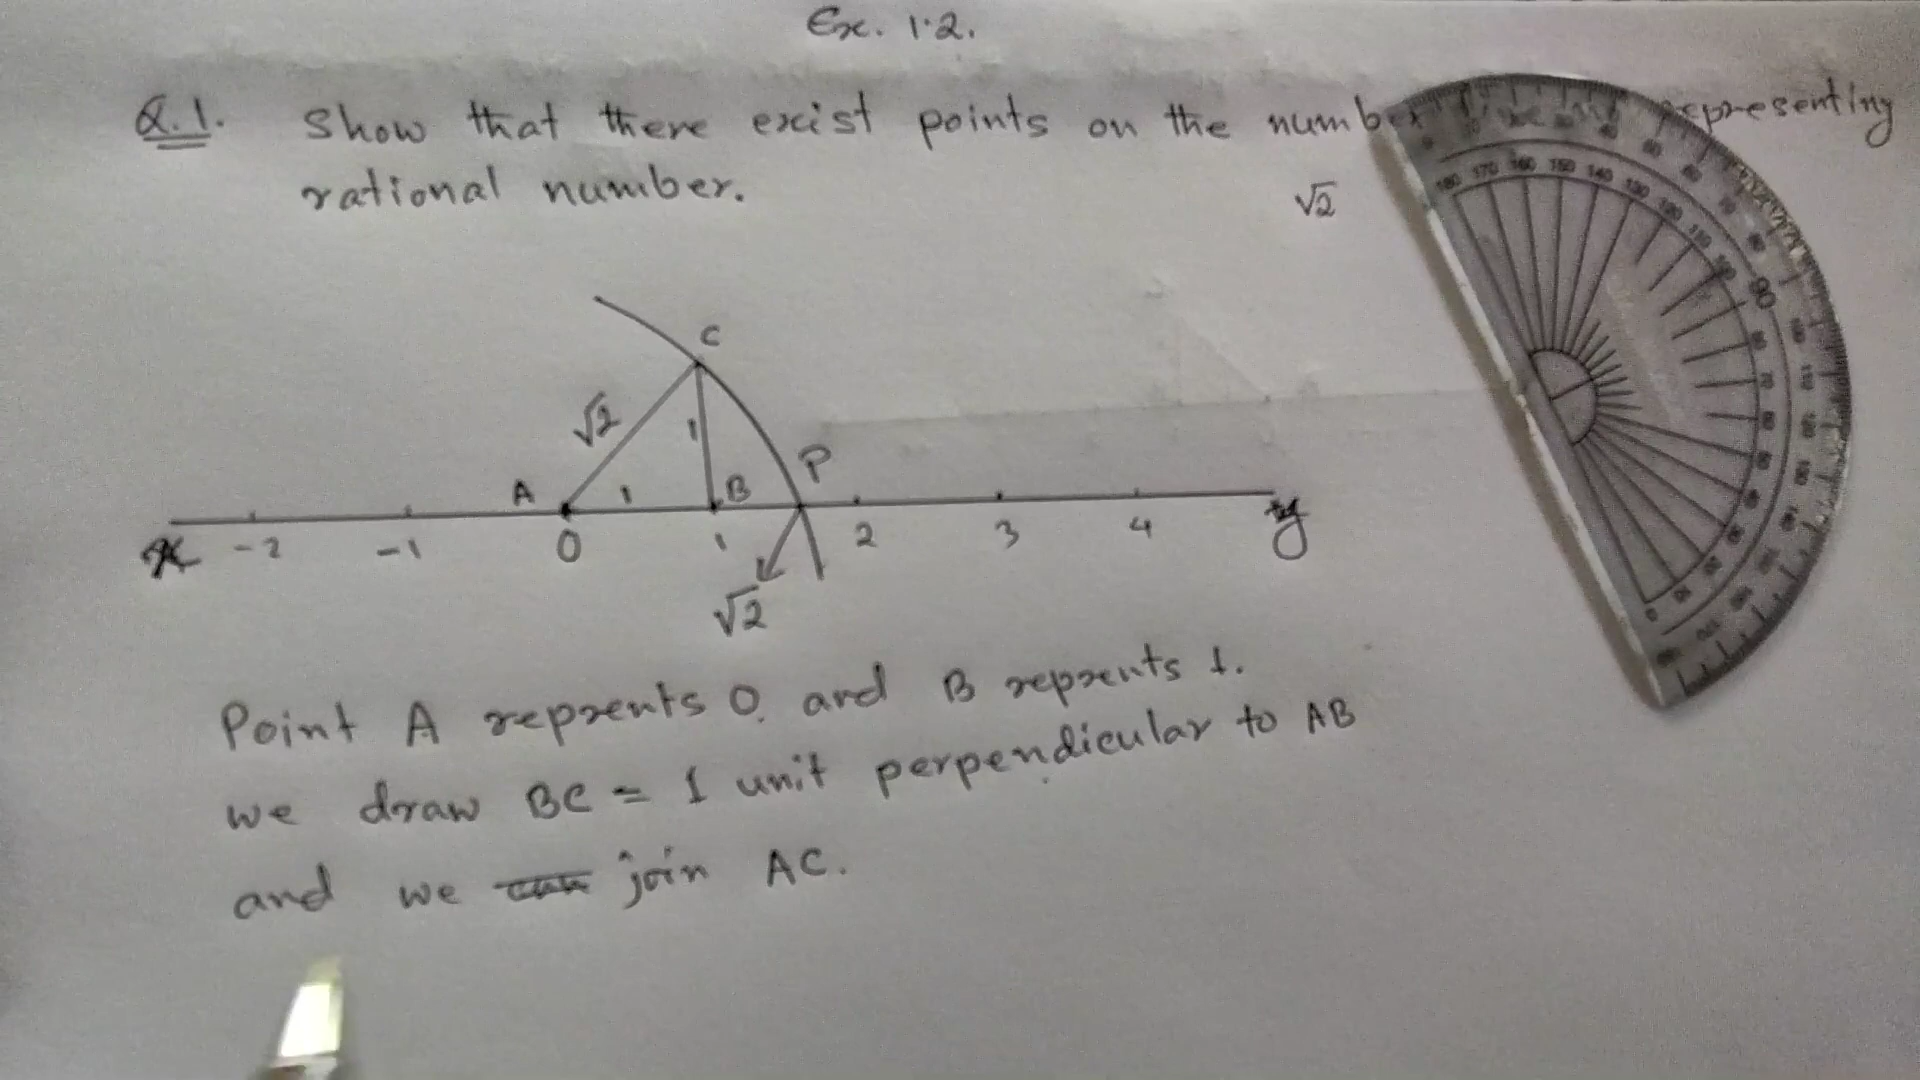 Ex. 1.2.
Q.1. Show that there exist points on the number representing
rational number.
√2
C
√2
1
P
A
1
B
x -2 -1 0 1 2 3 4 y
√2
Point A reprents 0, and B reprents 1.
we draw BC = 1 unit perpendicular to AB
and we join AC.